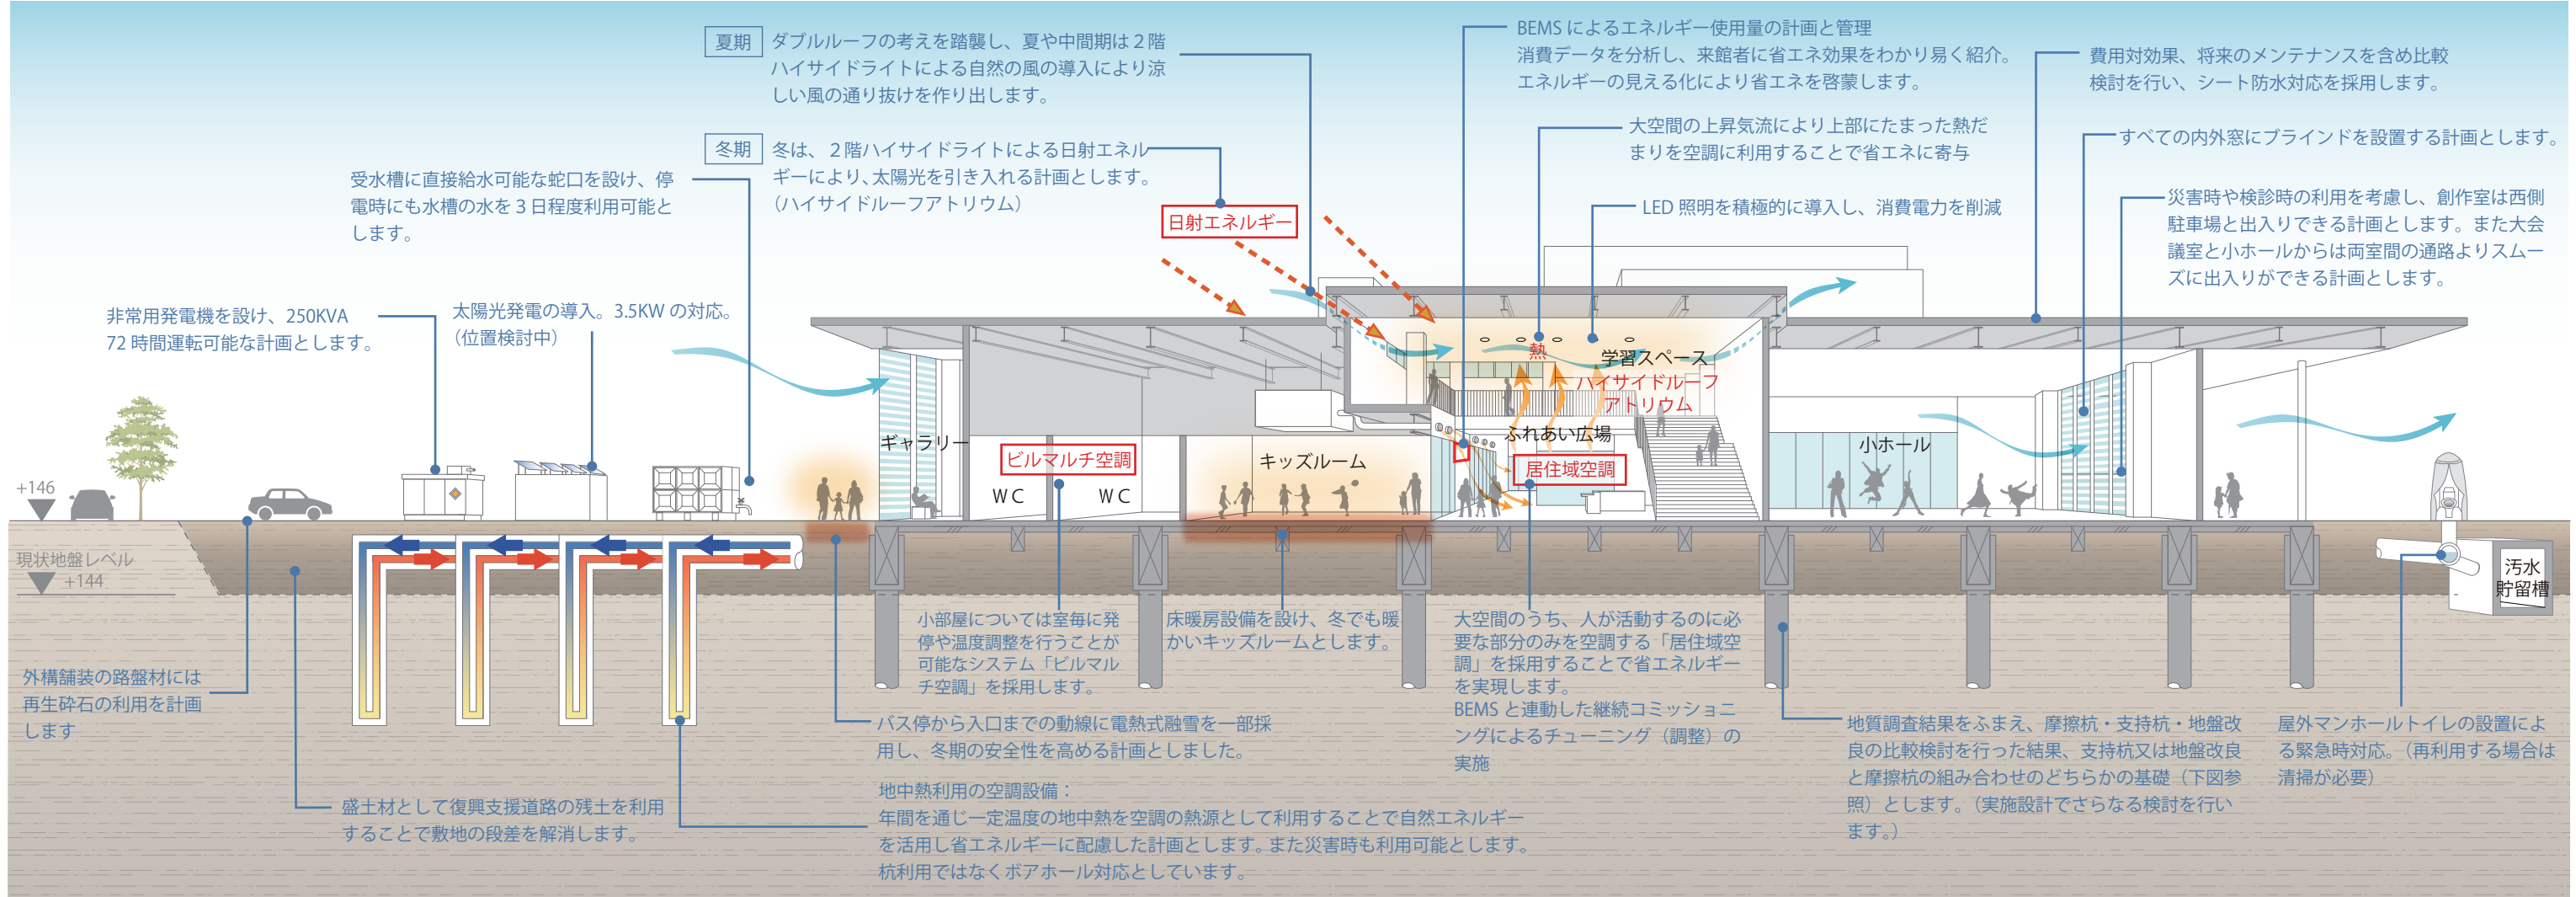 夏期
ダブルルーフの考えを踏襲し、夏や中間期は２階
ハイサイドライトによる自然の風の導入により涼
しい風の通り抜けを作り出します。
冬期
冬は、２階ハイサイドライトによる日射エネル
ギーにより、太陽光を引き入れる計画とします。
（ハイサイドルーフアトリウム）
BEMS によるエネルギー使用量の計画と管理
消費データを分析し、来館者に省エネ効果をわかり易く紹介。
エネルギーの見える化により省エネを啓蒙します。
費用対効果、将来のメンテナンスを含め比較
検討を行い、シート防水対応を採用します。
大空間の上昇気流により上部にたまった熱だ
まりを空調に利用することで省エネに寄与
すべての内外窓にブラインドを設置する計画とします。
LED 照明を積極的に導入し、消費電力を削減
災害時や検診時の利用を考慮し、創作室は西側
駐車場と出入りできる計画とします。また大会
議室と小ホールからは両室間の通路よりスムー
ズに出入りができる計画とします。
受水槽に直接給水可能な蛇口を設け、停
電時にも水槽の水を３日程度利用可能と
します。
日射エネルギー
非常用発電機を設け、250KVA
72 時間運転可能な計画とします。
太陽光発電の導入。3.5KW の対応。
（位置検討中）
熱
学習スペース
ハイサイドルーフ
アトリウム
ギャラリー
ビルマルチ空調
キッズルーム
ふれあい広場
居住域空調
小ホール
ＷＣ
ＷＣ
+146
現状地盤レベル
+144
汚水
貯留槽
外構舗装の路盤材には
再生砕石の利用を計画
します
小部屋については室毎に発
停や温度調整を行うことが
可能なシステム「ビルマル
チ空調」を採用します。
床暖房設備を設け、冬でも暖
かいキッズルームとします。
大空間のうち、人が活動するのに必
要な部分のみを空調する「居住域空
調」を採用することで省エネルギー
を実現します。
BEMS と連動した継続コミッショニ
ングによるチューニング（調整）の
実施
バス停から入口までの動線に電熱式融雪を一部採
用し、冬期の安全性を高める計画としました。
地質調査結果をふまえ、摩擦杭・支持杭・地盤改
良の比較検討を行った結果、支持杭又は地盤改良
と摩擦杭の組み合わせのどちらかの基礎（下図参
照）とします。（実施設計でさらなる検討を行い
ます。）
屋外マンホールトイレの設置によ
る緊急時対応。（再利用する場合は
清掃が必要）
盛土材として復興支援道路の残土を利用
することで敷地の段差を解消します。
地中熱利用の空調設備：
年間を通じ一定温度の地中熱を空調の熱源として利用することで自然エネルギー
を活用し省エネルギーに配慮した計画とします。また災害時も利用可能とします。
杭利用ではなくボアホール対応としています。